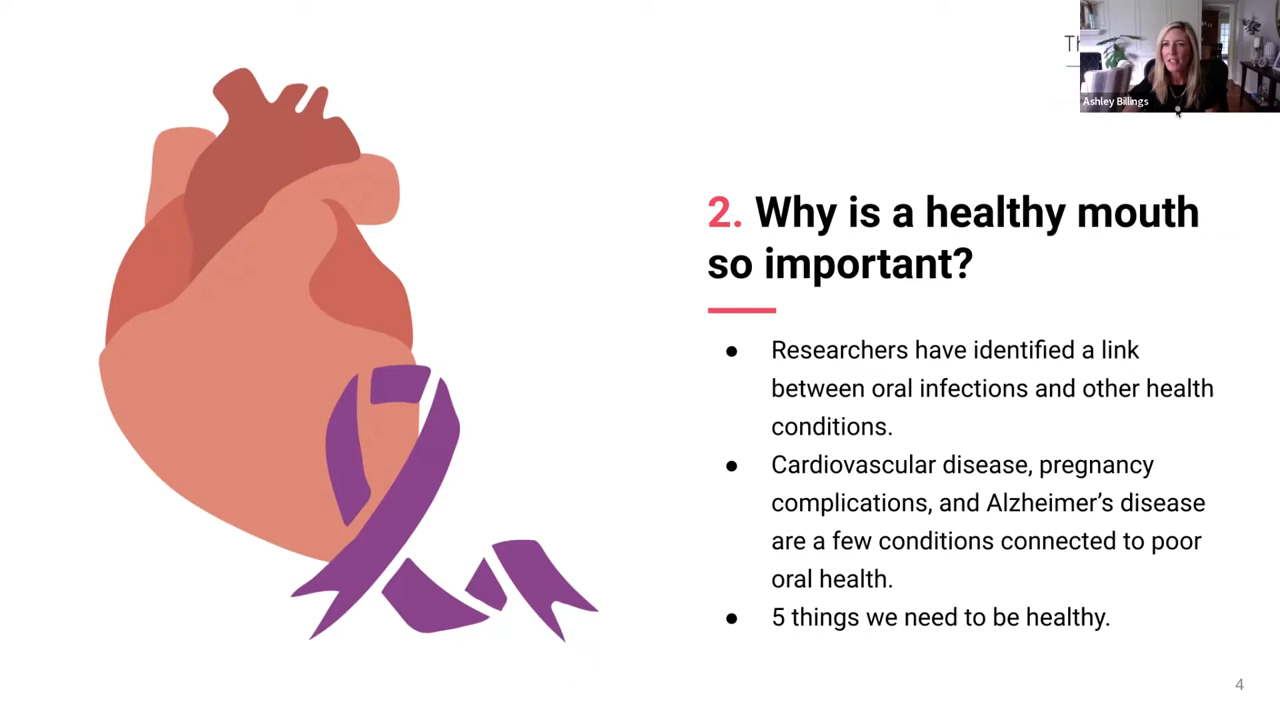 Ashley Billings
2. Why is a healthy mouth
so important?
● Researchers have identified a link
between oral infections and other health
conditions.
● Cardiovascular disease, pregnancy
complications, and Alzheimer’s disease
are a few conditions connected to poor
oral health.
● 5 things we need to be healthy.
4